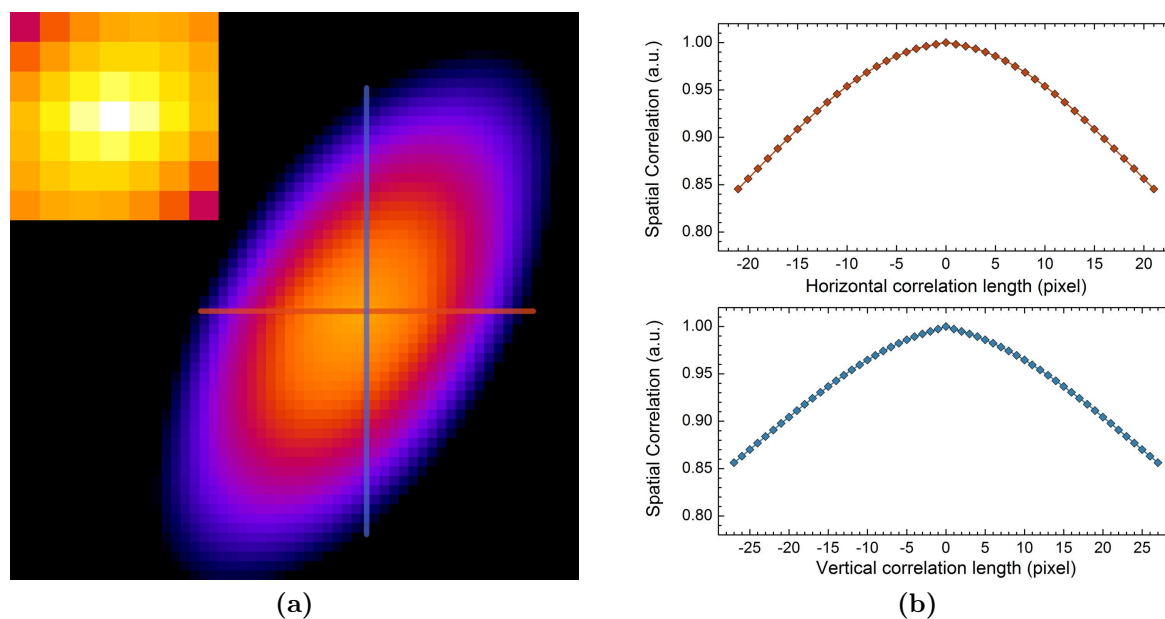 1.00
0.95
0.90
0.85
0.80
Spatial Correlation (a.u.)
-20 -15 -10 -5 0 5 10 15 20
Horizontal correlation length (pixel)
1.00
0.95
0.90
0.85
0.80
Spatial Correlation (a.u.)
-25 -20 -15 -10 -5 0 5 10 15 20 25
Vertical correlation length (pixel)
(a)
(b)